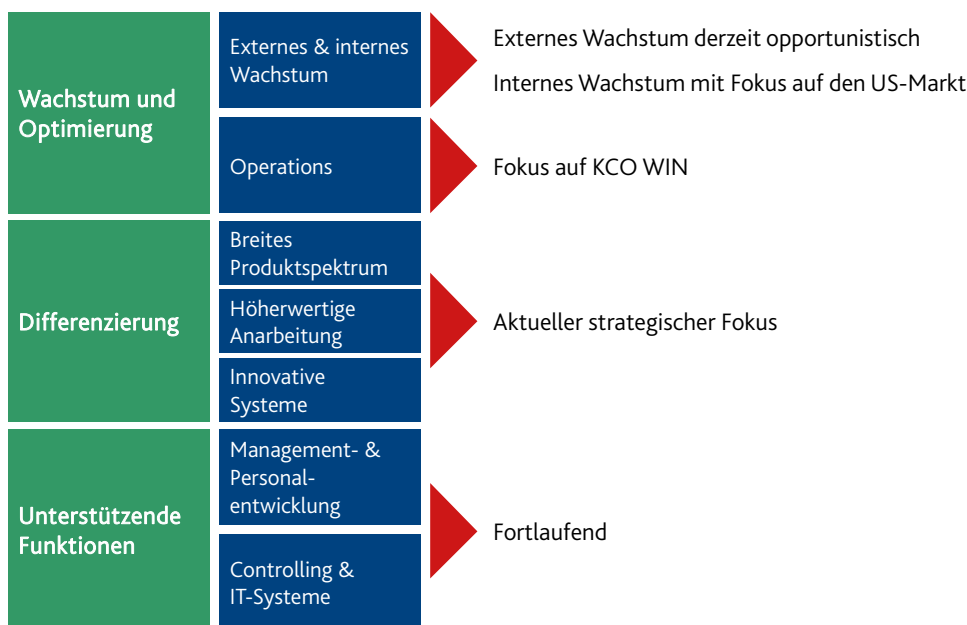 Wachstum und
Optimierung
Externes & internes
Wachstum
Externes Wachstum derzeit opportunistisch
Internes Wachstum mit Fokus auf den US-Markt
Operations
Fokus auf KCO WIN
Differenzierung
Breites
Produktspektrum
Höherwertige
Anarbeitung
Innovative
Systeme
Aktueller strategischer Fokus
Unterstützende
Funktionen
Management- &
Personal-
entwicklung
Controlling &
IT-Systeme
Fortlaufend